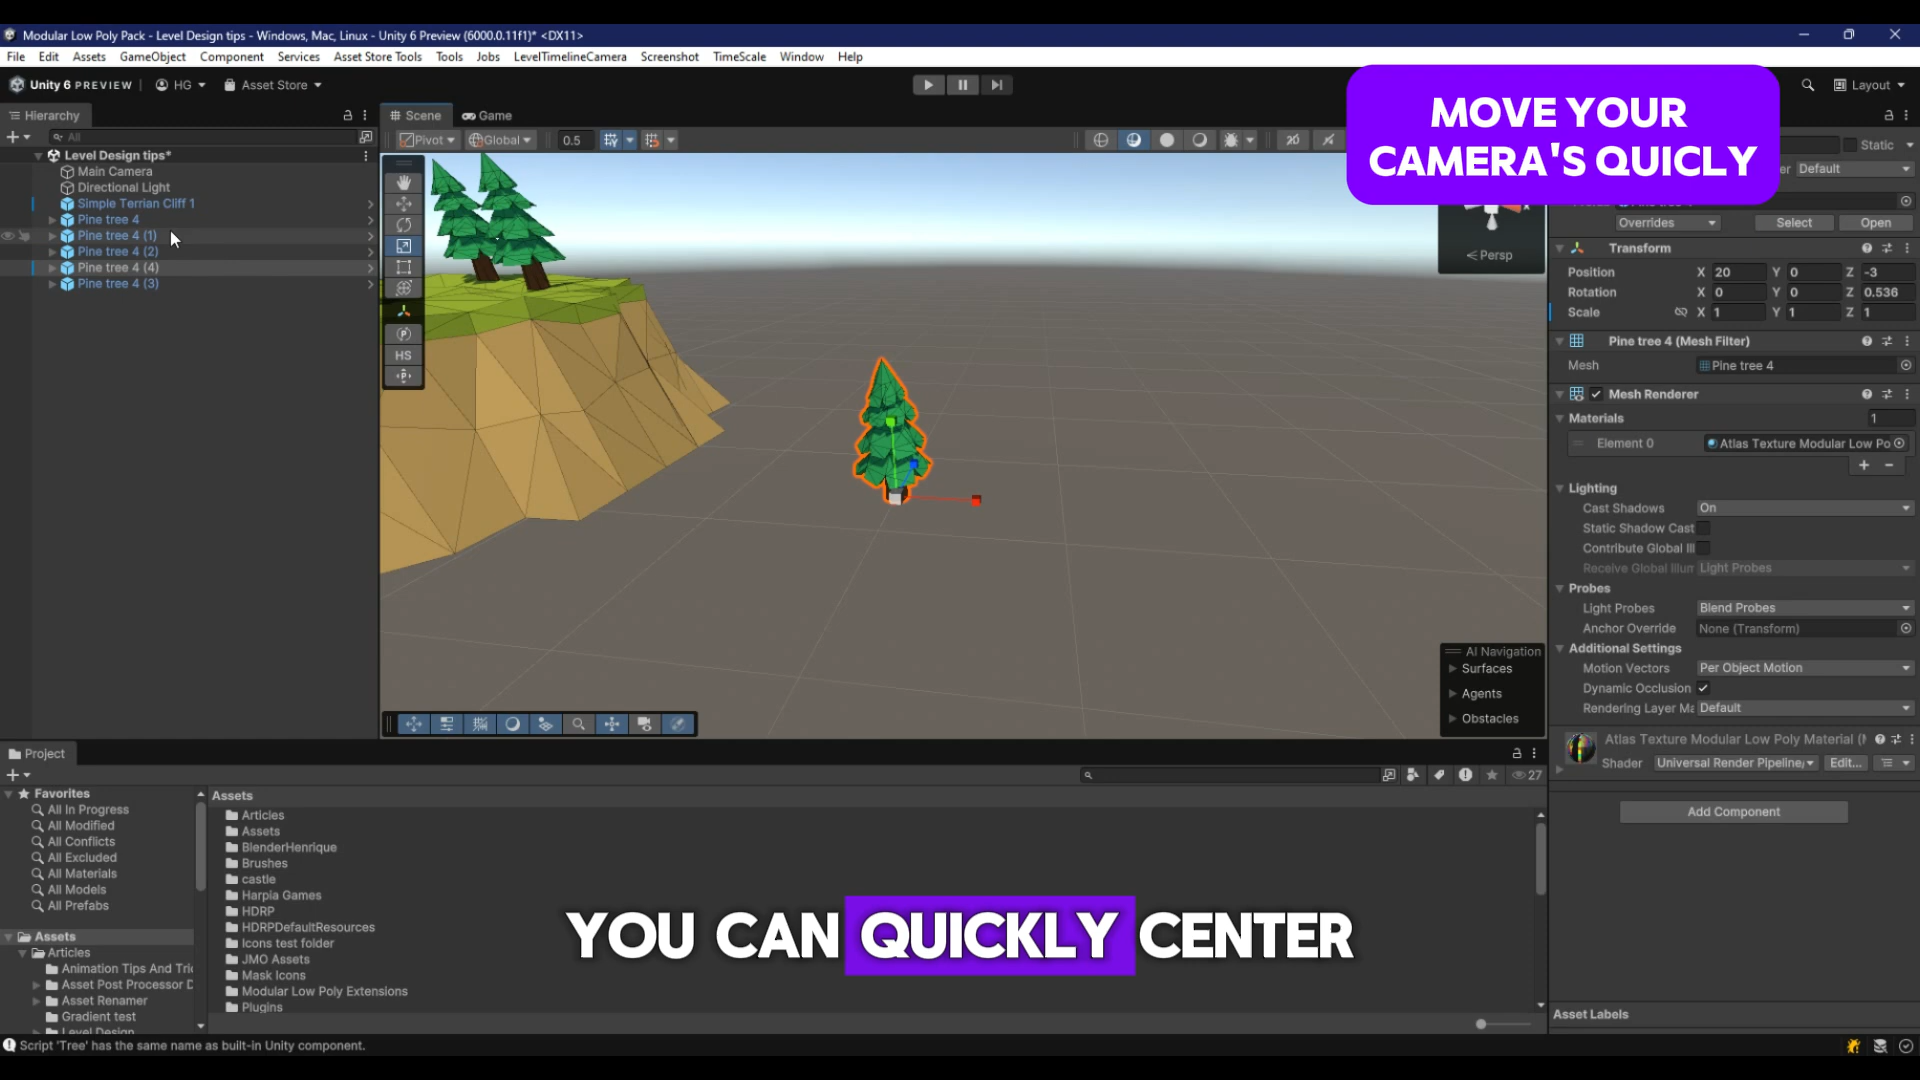 Modular Low Poly Pack - Level Design tips - Windows, Mac, Linux - Unity 6 Preview (6000.0.11f1)* <DX11>
File Edit Assets GameObject Component Services Asset Store Tools Tools Jobs LevelTimelineCamera Screenshot TimeScale Window Help
Unity 6 PREVIEW HG Asset Store Layout
MOVE YOUR
CAMERA'S QUICLY
Hierarchy
All
Level Design tips*
Main Camera
Directional Light
Simple Terrian Cliff 1
Pine tree 4
Pine tree 4 (1)
Pine tree 4 (2)
Pine tree 4 (4)
Pine tree 4 (3)
Scene Game
Pivot Global 0.5 2D
HS
Persp
AI Navigation
Surfaces
Agents
Obstacles
Static
er Default
Overrides Select Open
Transform
Position X 20 Y 0 Z -3
Rotation X 0 Y 0 Z 0.536
Scale X 1 Y 1 Z 1
Pine tree 4 (Mesh Filter)
Mesh Pine tree 4
Mesh Renderer
Materials 1
Element 0 Atlas Texture Modular Low Po
Lighting
Cast Shadows On
Static Shadow Cast
Contribute Global Ill
Receive Global Illum Light Probes
Probes
Light Probes Blend Probes
Anchor Override None (Transform)
Additional Settings
Motion Vectors Per Object Motion
Dynamic Occlusion
Rendering Layer Ma Default
Atlas Texture Modular Low Poly Material (
Shader Universal Render Pipeline/ Edit...
Add Component
Asset Labels
Project
27
Favorites
All In Progress
All Modified
All Conflicts
All Excluded
All Materials
All Models
All Prefabs
Assets
Articles
Animation Tips And Tri
Asset Post Processor D
Asset Renamer
Gradient test
Level Design
Assets
Articles
Assets
BlenderHenrique
Brushes
castle
Harpia Games
HDRP
HDRPDefaultResources
Icons test folder
JMO Assets
Mask Icons
Modular Low Poly Extensions
Plugins
YOU CAN QUICKLY CENTER
Script 'Tree' has the same name as built-in Unity component.